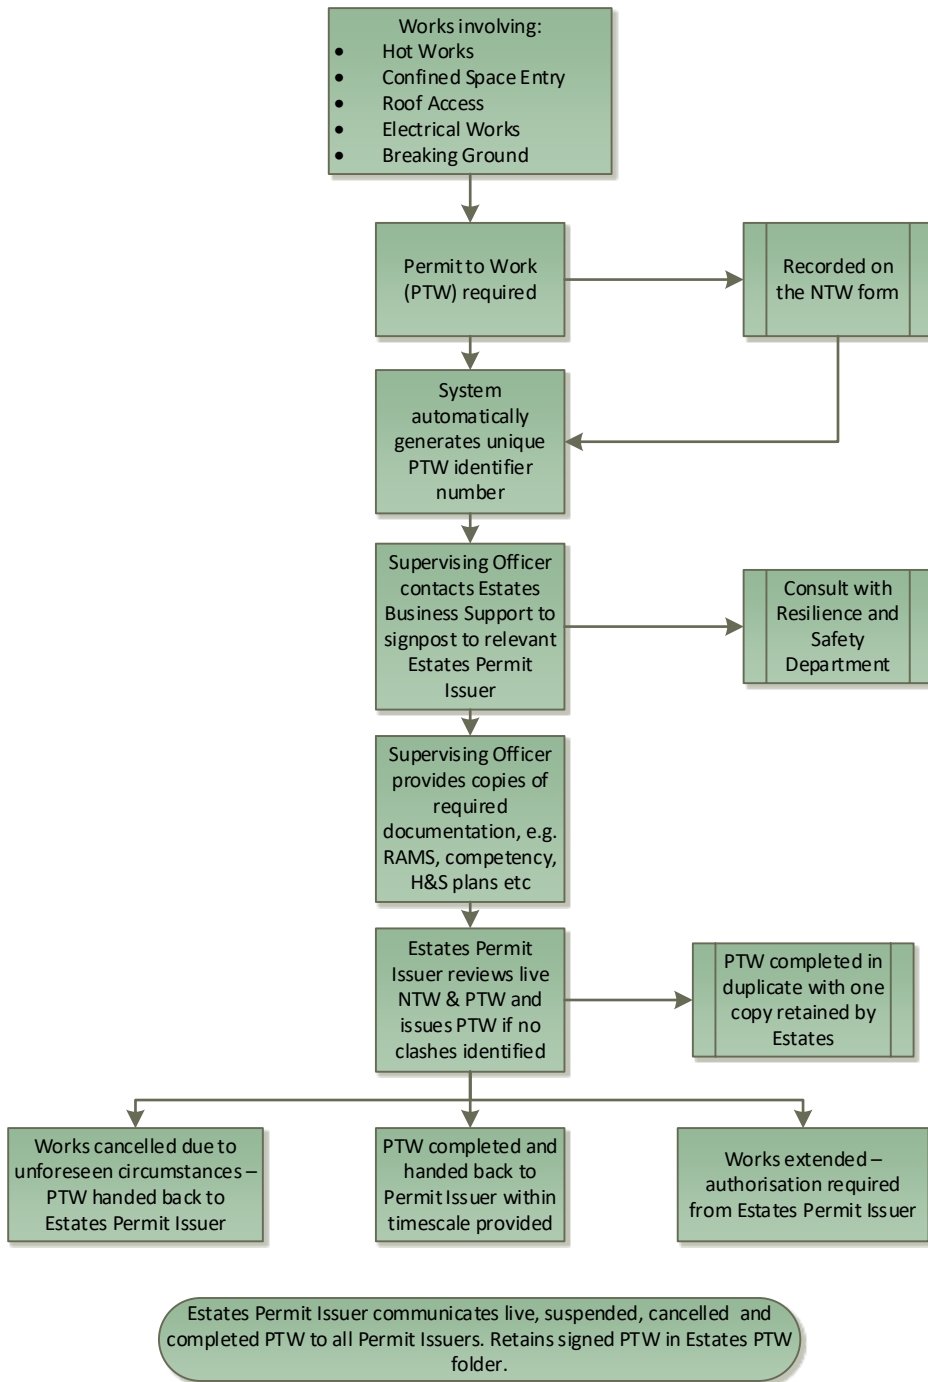 Works involving:
• Hot Works
• Confined Space Entry
• Roof Access
• Electrical Works
• Breaking Ground
Permit to Work
(PTW) required
Recorded on
the NTW form
System
automatically
generates unique
PTW identifier
number
Supervising Officer
contacts Estates
Business Support to
signpost to relevant
Estates Permit
Issuer
Consult with
Resilience and
Safety
Department
Supervising Officer
provides copies of
required
documentation, e.g.
RAMS, competency,
H&S plans etc
Estates Permit
Issuer reviews live
NTW & PTW and
issues PTW if no
clashes identified
PTW completed in
duplicate with one
copy retained by
Estates
Works cancelled due to
unforeseen circumstances –
PTW handed back to
Estates Permit Issuer
PTW completed and
handed back to
Permit Issuer within
timescale provided
Works extended –
authorisation required
from Estates Permit Issuer
Estates Permit Issuer communicates live, suspended, cancelled and
completed PTW to all Permit Issuers. Retains signed PTW in Estates PTW
folder.